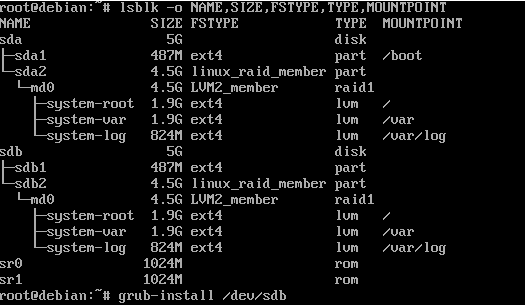 root@debian:~# lsblk -o NAME,SIZE,FSTYPE,TYPE,MOUNTPOINT
NAME                SIZE FSTYPE            TYPE  MOUNTPOINT
sda                   5G                   disk
├─sda1              487M ext4              part  /boot
└─sda2              4.5G linux_raid_member part
  └─md0             4.5G LVM2_member       raid1
    ├─system-root   1.9G ext4              lvm   /
    ├─system-var    1.9G ext4              lvm   /var
    └─system-log    824M ext4              lvm   /var/log
sdb                   5G                   disk
├─sdb1              487M ext4              part
└─sdb2              4.5G linux_raid_member part
  └─md0             4.5G LVM2_member       raid1
    ├─system-root   1.9G ext4              lvm   /
    ├─system-var    1.9G ext4              lvm   /var
    └─system-log    824M ext4              lvm   /var/log
sr0                1024M                   rom
sr1                1024M                   rom
root@debian:~# grub-install /dev/sdb